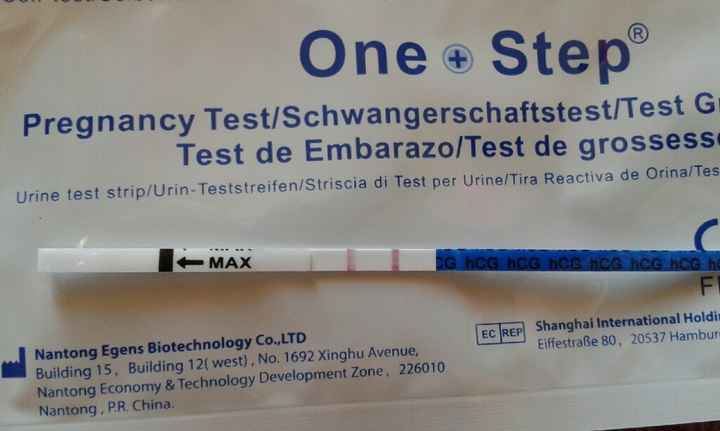 One + Step®
Pregnancy Test/Schwangerschaftstest/Test
Test de Embarazo/Test de grossess
Urine test strip/Urin-Teststreifen/Striscia di Test per Urine/Tira Reactiva de Orina/Tes
MAX
hCG hCG hCG hCG hCG
EC REP
Shanghai International Holdi
Eiffestraße 80, 20537 Hambur
Nantong Egens Biotechnology Co.,LTD
Building 15, Building 12( west) , No. 1692 Xinghu Avenue,
Nantong Economy & Technology Development Zone, 226010
Nantong , P.R. China.